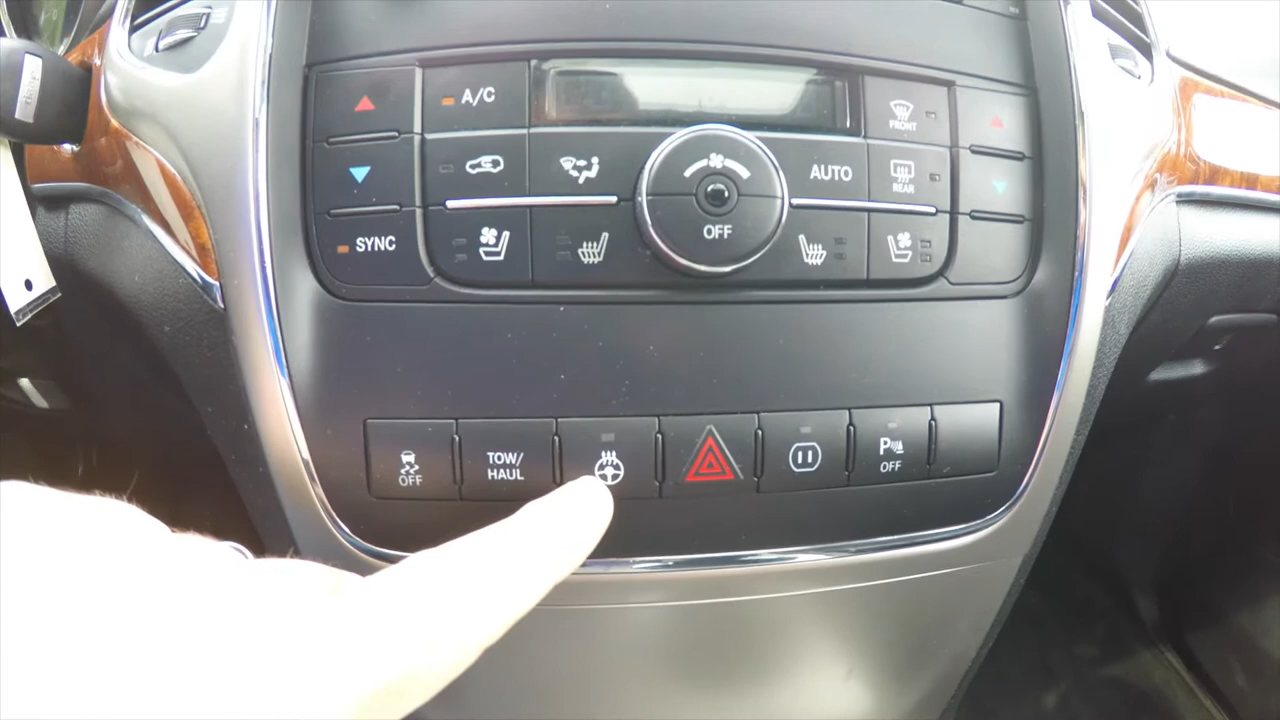 A/C
FRONT
AUTO
REAR
SYNC
OFF
OFF
TOW/
HAUL
P
OFF